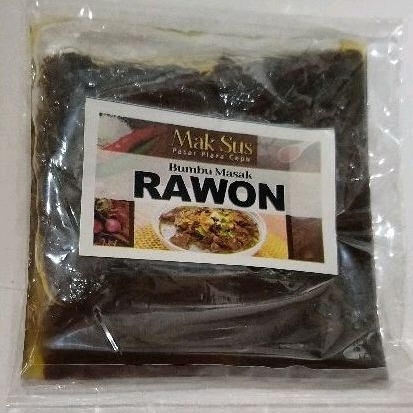 Mak Sus
Pasar Plaza Cepu
Bumbu Masak
RAWON